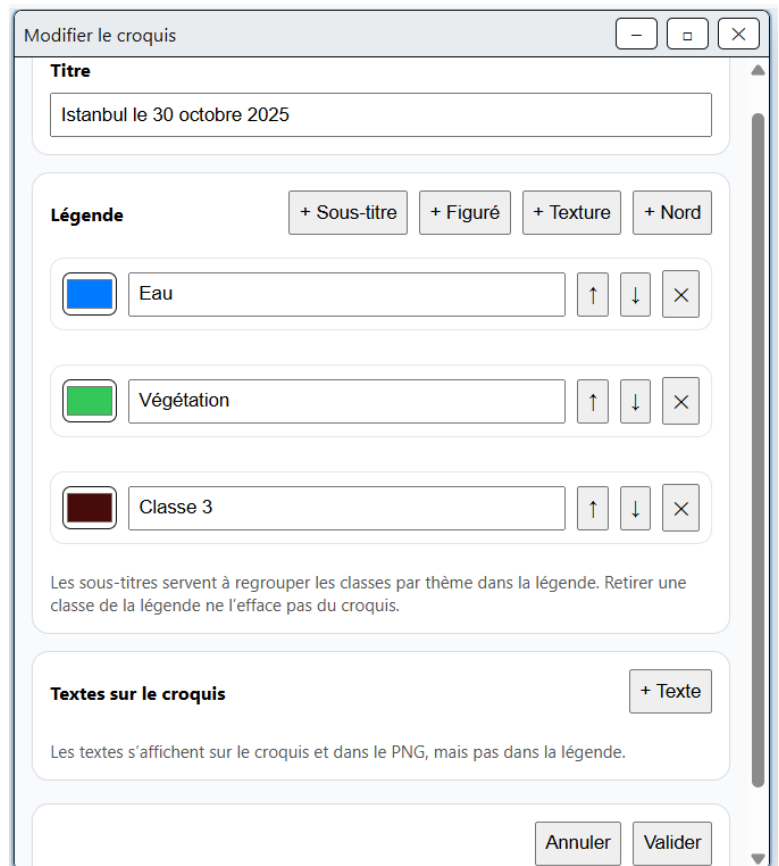 Modifier le croquis
Titre
Istanbul le 30 octobre 2025
Légende
+ Sous-titre
+ Figuré
+ Texture
+ Nord
Eau
↑ ↓ ×
Végétation
↑ ↓ ×
Classe 3
↑ ↓ ×
Les sous-titres servent à regrouper les classes par thème dans la légende. Retirer une
classe de la légende ne l’efface pas du croquis.
Textes sur le croquis
+ Texte
Les textes s’affichent sur le croquis et dans le PNG, mais pas dans la légende.
Annuler
Valider